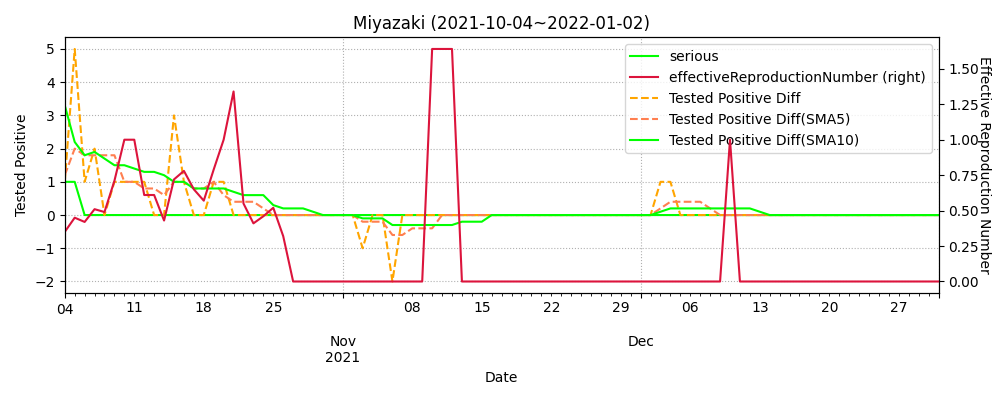 Miyazaki (2021-10-04~2022-01-02)
5
4
3
2
1
0
−1
−2
Tested Positive
serious
effectiveReproductionNumber (right)
Tested Positive Diff
Tested Positive Diff(SMA5)
Tested Positive Diff(SMA10)
1.50
1.25
1.00
0.75
0.50
0.25
0.00
Effective Reproduction Number
04 11 18 25 08 15 22 29 06 13 20 27
Nov Dec
2021
Date